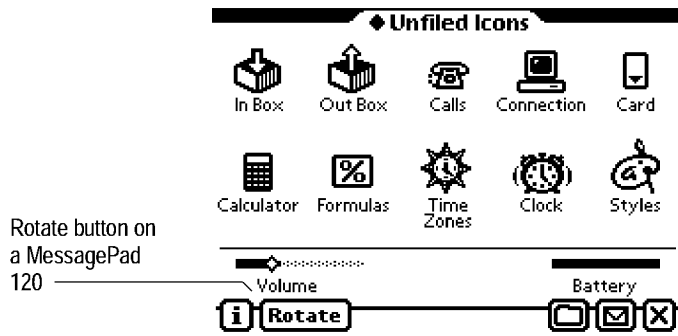 Unfiled Icons
In Box Out Box Calls Connection Card
Calculator Formulas Time Zones Clock Styles
Rotate button on
a MessagePad
120
Volume Battery
i Rotate X